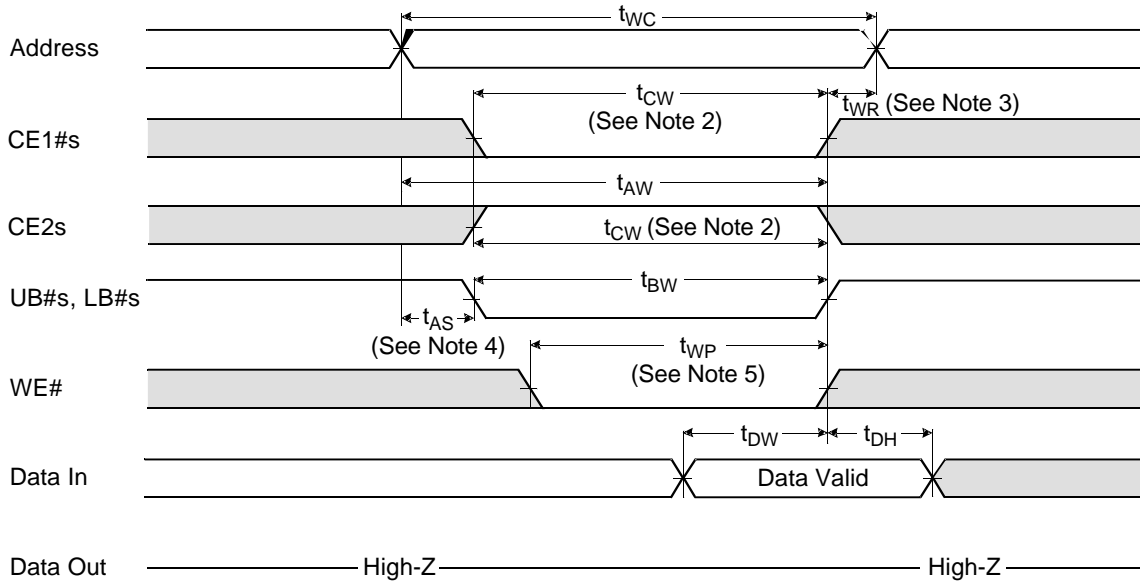 tWC
Address
tCW
(See Note 2)
tWR (See Note 3)
CE1#s
tAW
CE2s
tCW (See Note 2)
UB#s, LB#s
tBW
tAS
(See Note 4)
tWP
(See Note 5)
WE#
tDW
tDH
Data In
Data Valid
Data Out
High-Z
High-Z